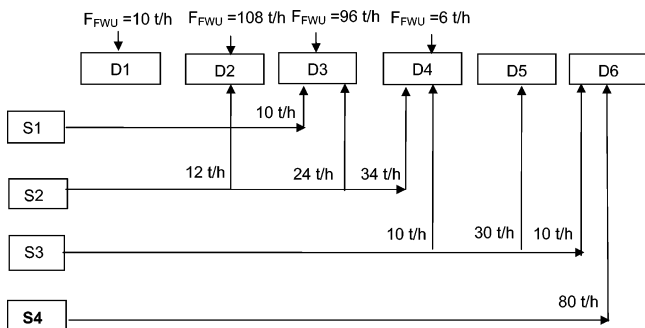 F_FWU =10 t/h F_FWU =108 t/h F_FWU =96 t/h F_FWU =6 t/h
D1 D2 D3 D4 D5 D6
10 t/h
S1
12 t/h 24 t/h 34 t/h
S2
10 t/h 30 t/h 10 t/h
S3
80 t/h
S4